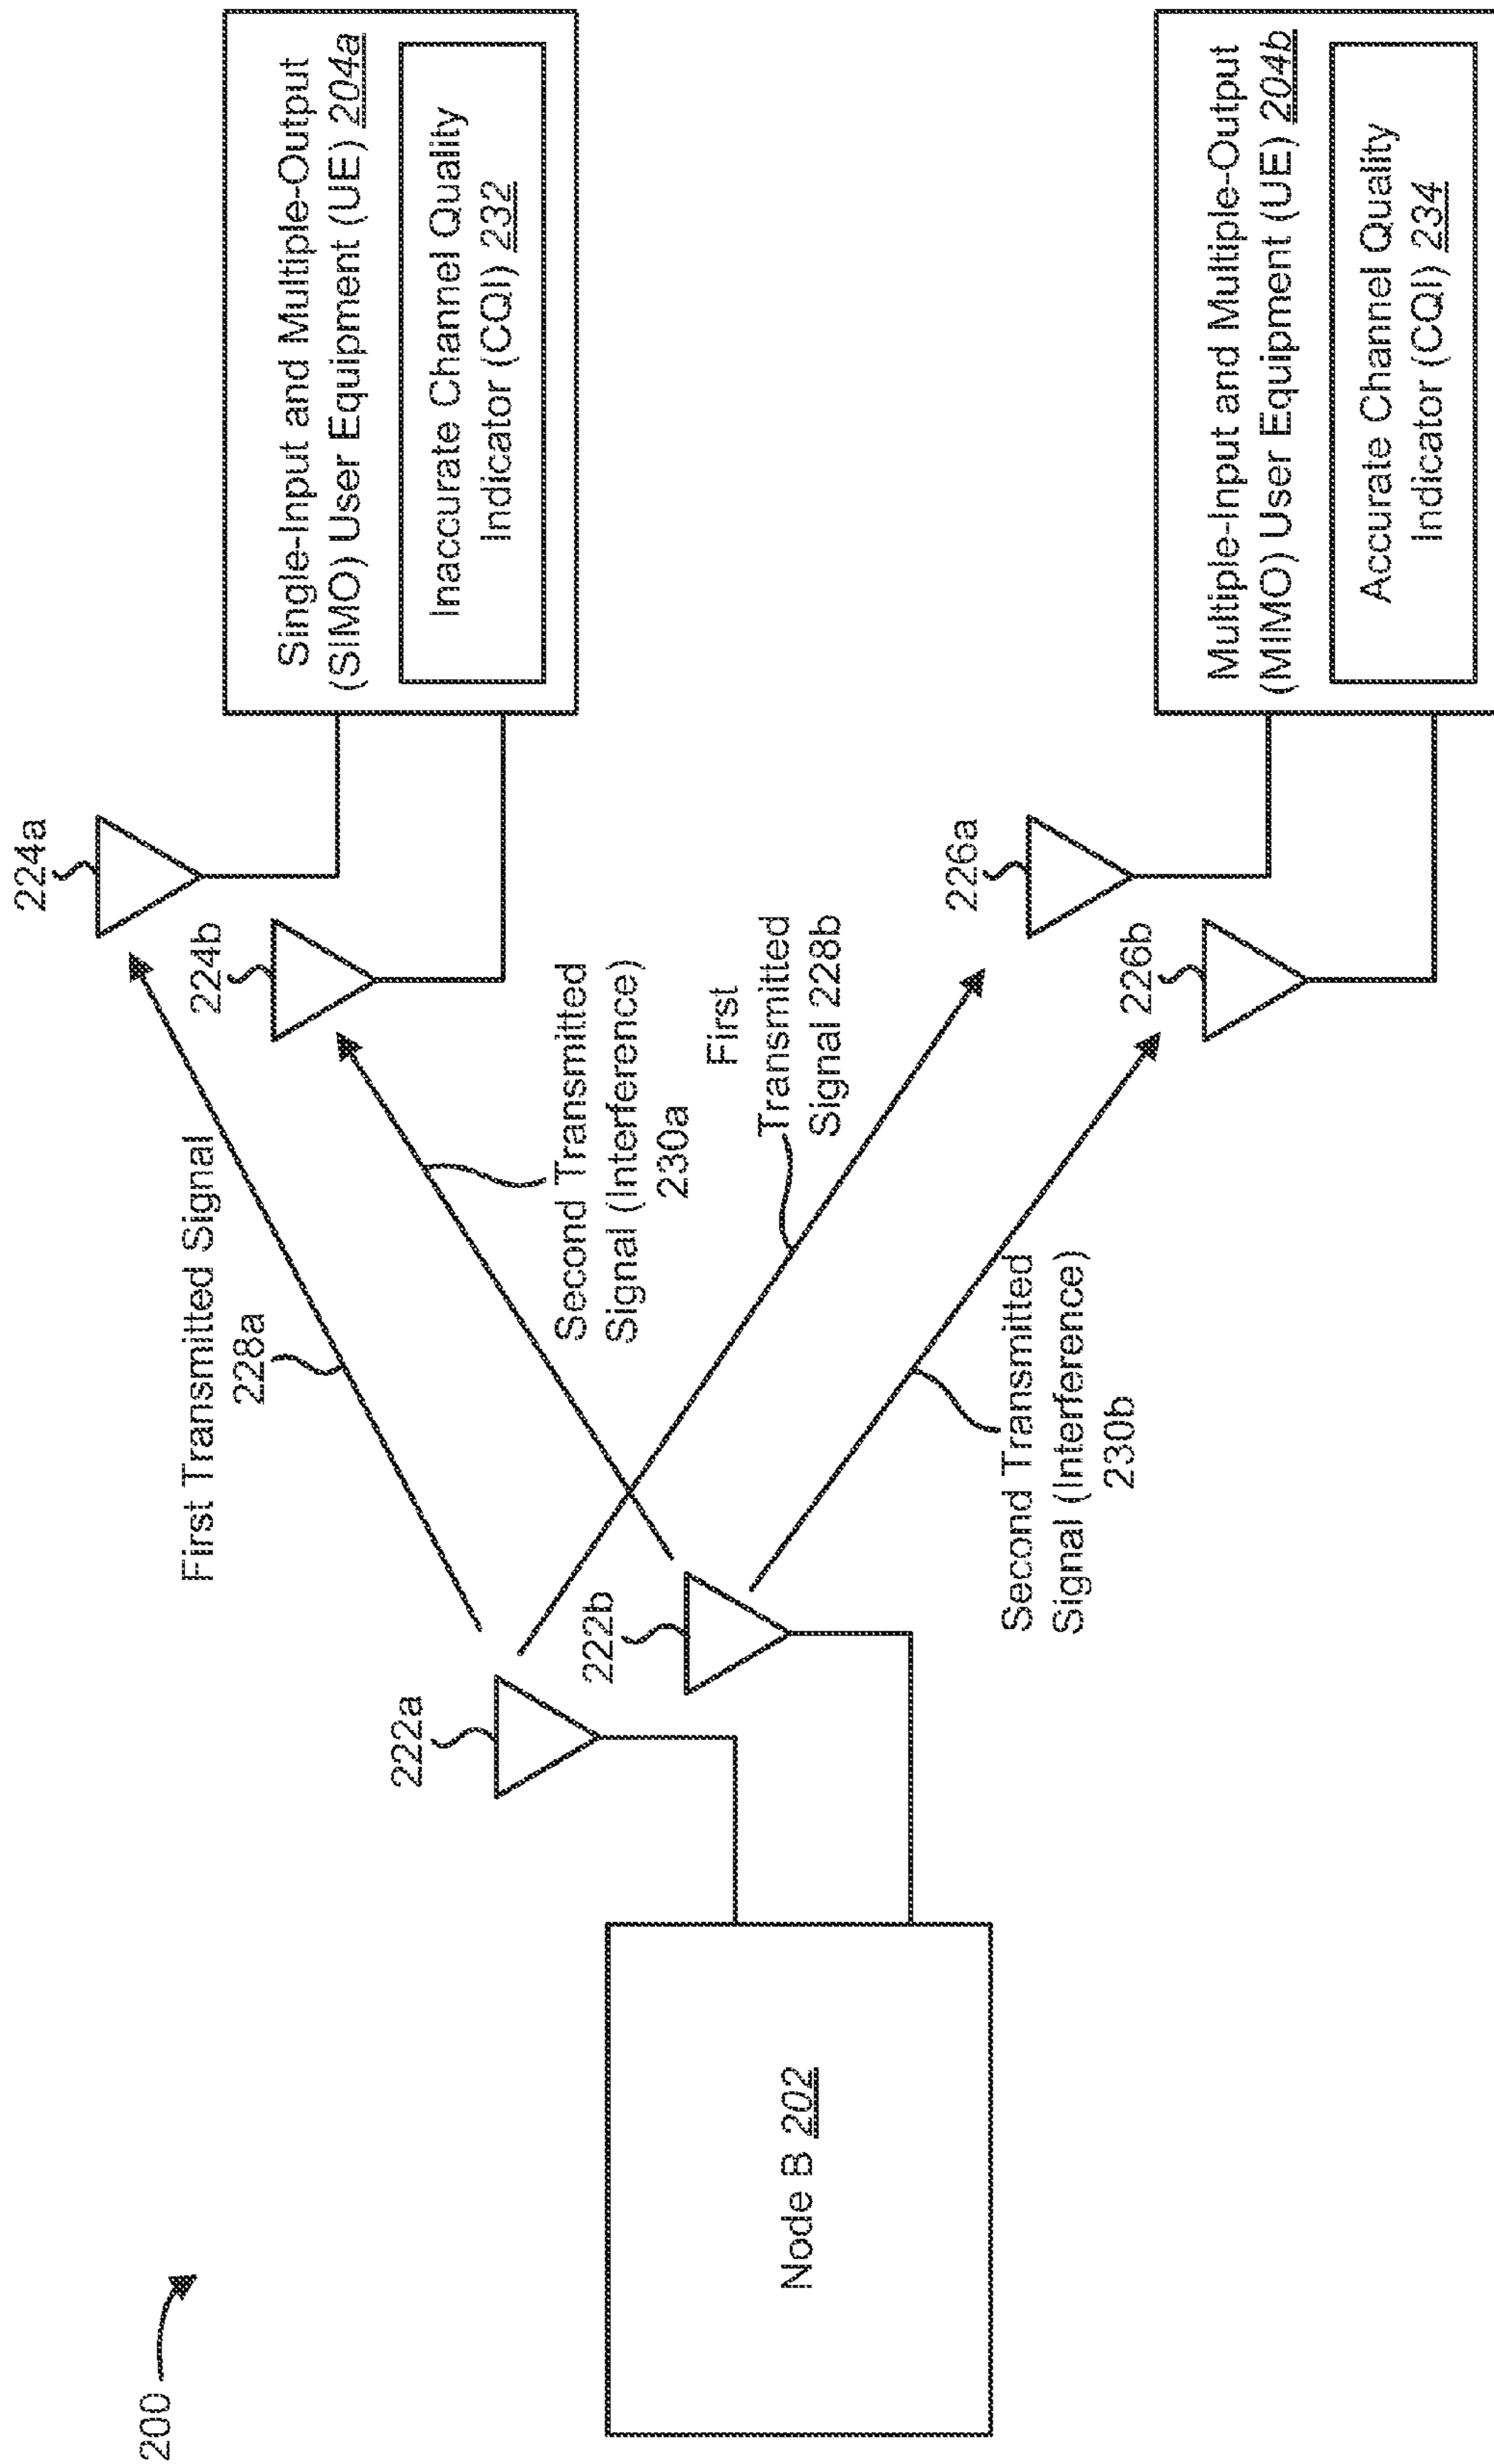 200
Node B 202
222a
222b
First Transmitted Signal
228a
Second Transmitted
Signal (Interference)
230a
First
Transmitted
Signal 228b
Second Transmitted
Signal (Interference)
230b
224a
224b
226a
226b
Single-Input and Multiple-Output
(SIMO) User Equipment (UE) 204a
Inaccurate Channel Quality
Indicator (CQI) 232
Multiple-Input and Multiple-Output
(MIMO) User Equipment (UE) 204b
Accurate Channel Quality
Indicator (CQI) 234